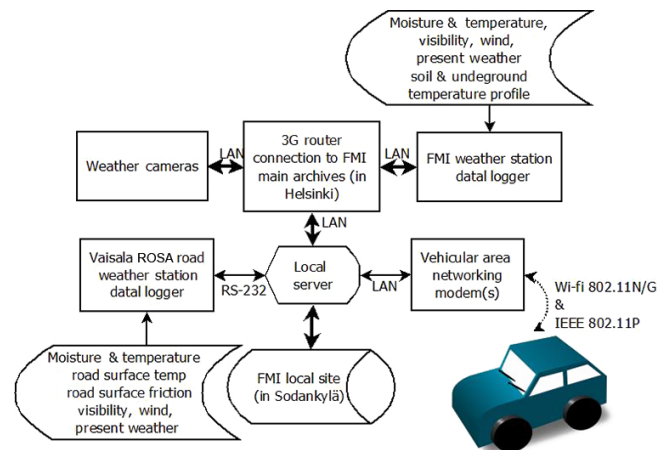 Moisture & temperature,
visibility, wind,
present weather
soil & undeground
temperature profile
Weather cameras
LAN
3G router
connection to FMI
main archives (in
Helsinki)
LAN
FMI weather station
datal logger
LAN
Vaisala ROSA road
weather station
datal logger
RS-232
Local
server
LAN
Vehicular area
networking
modem(s)
Wi-fi 802.11N/G
&
IEEE 802.11P
Moisture & temperature
road surface temp
road surface friction
visibility, wind,
present weather
FMI local site
(in Sodankylä)